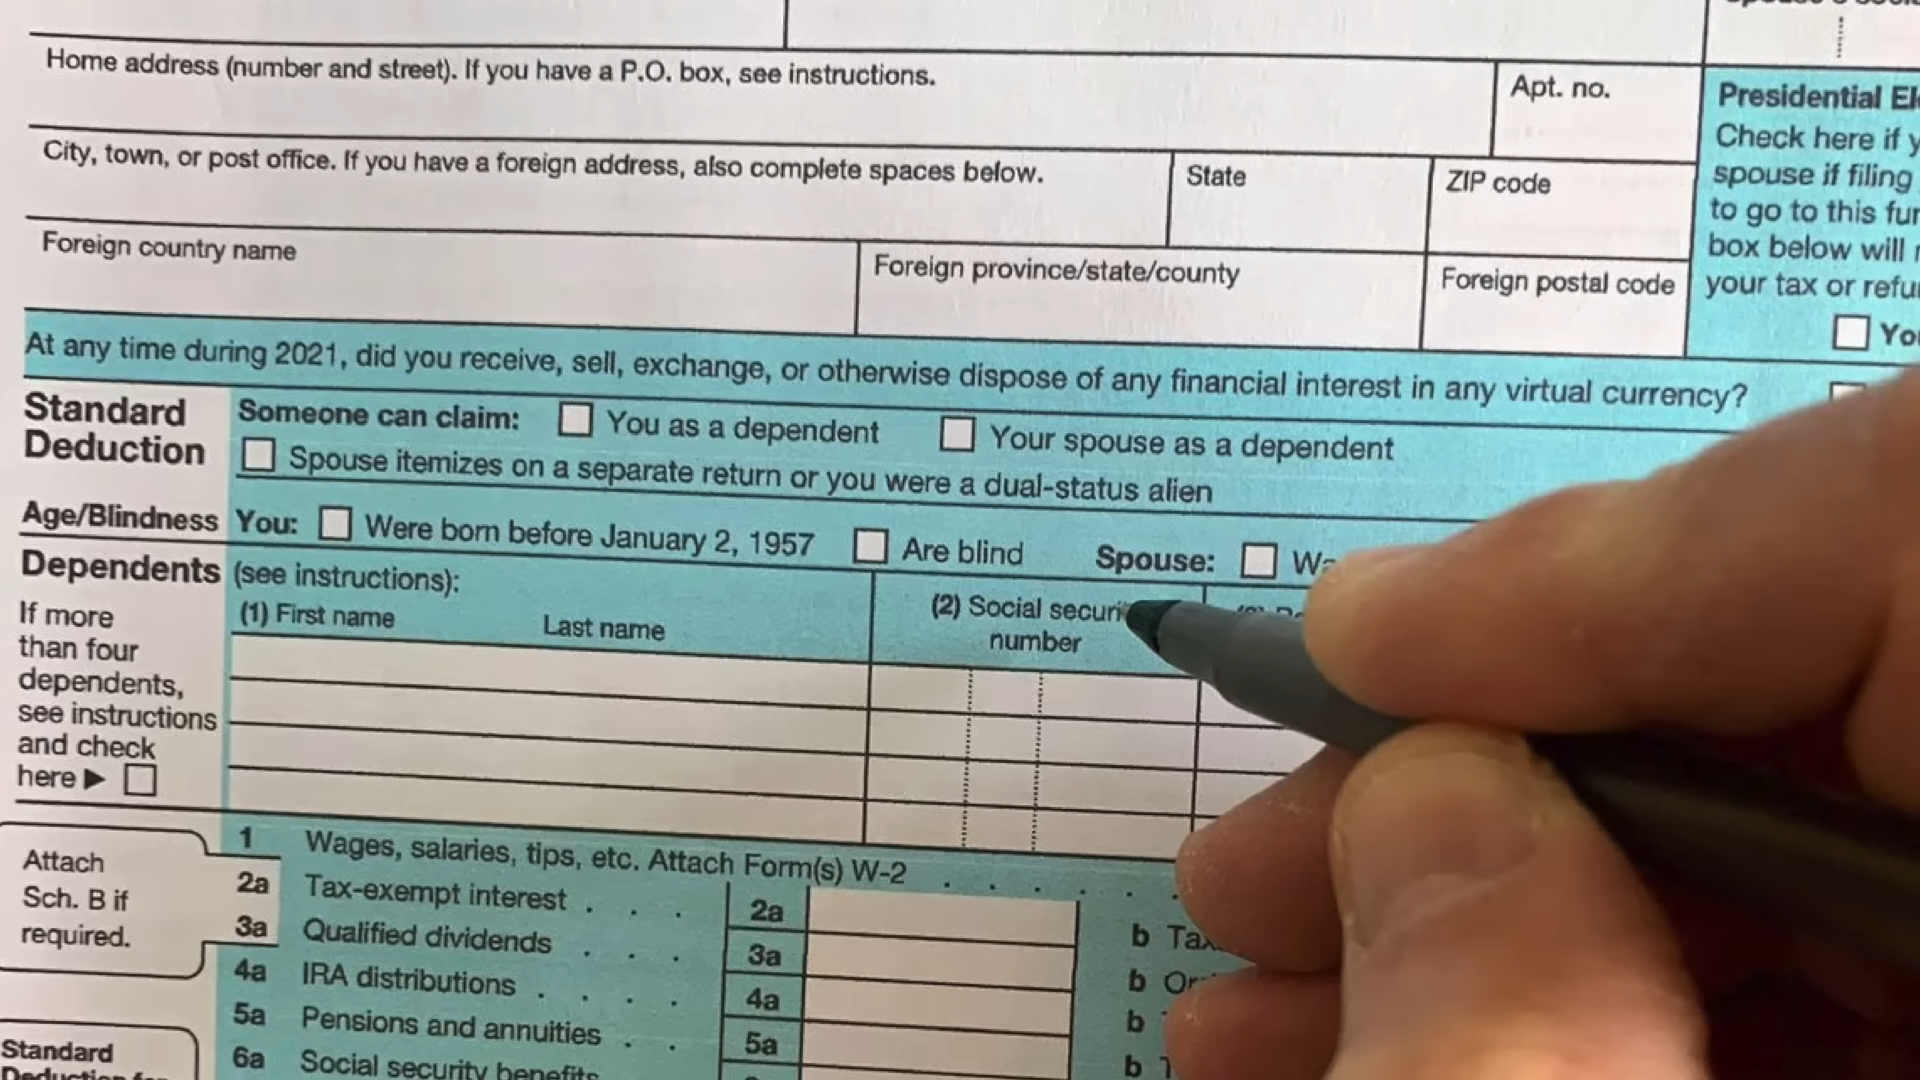 Home address (number and street). If you have a P.O. box, see instructions.
Apt. no.
Presidential
Check here if
City, town, or post office. If you have a foreign address, also complete spaces below.
State
ZIP code
spouse if filing
to go to this
box below will
your tax or
Foreign country name
Foreign province/state/county
Foreign postal code
At any time during 2021, did you receive, sell, exchange, or otherwise dispose of any financial interest in any virtual currency?
Standard
Deduction
Someone can claim:
You as a dependent
Your spouse as a dependent
Spouse itemizes on a separate return or you were a dual-status alien
Age/Blindness
You:
Were born before January 2, 1957
Are blind
Spouse:
Dependents (see instructions):
If more
than four
dependents,
see instructions
and check
here ▶
(1) First name
Last name
(2) Social
number
Attach
Sch. B if
required.
1 Wages, salaries, tips, etc. Attach Form(s) W-2 . . . . . .
2a Tax-exempt interest . . . 2a
b
3a Qualified dividends . . . 3a
b
4a IRA distributions . . . . 4a
b
5a Pensions and annuities . . 5a
b
6a Social security benefits
Standard
Deduction for